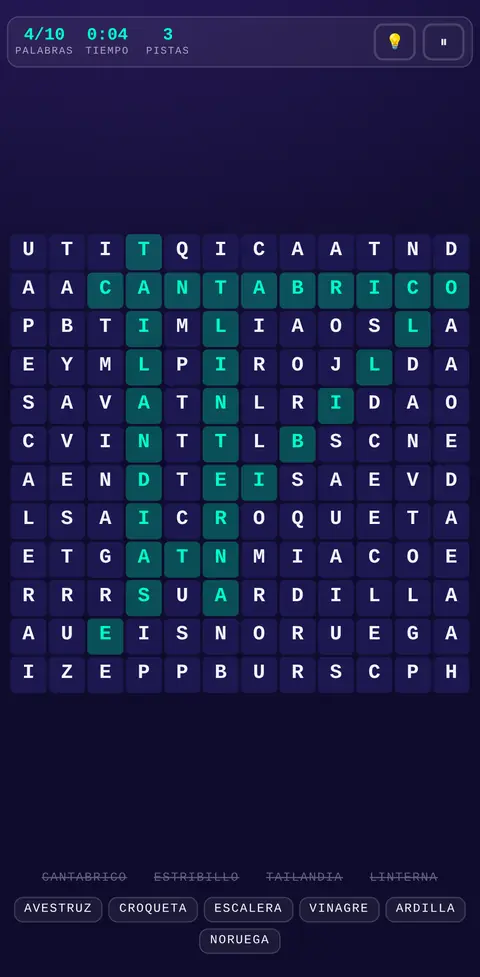 4/10 0:04 3
PALABRAS TIEMPO PISTAS
U T I T Q I C A A T N D
A A C A N T A B R I C O
P B T I M L I A O S L A
E Y M L P I R O J L D A
S A V A T N L R I D A O
C V I N T T L B S C N E
A E N D T E I S A E V D
L S A I C R O Q U E T A
E T G A T N M I A C O E
R R R S U A R D I L L A
A U E I S N O R U E G A
I Z E P P B U R S C P H
CANTABRICO ESTRIBILLO TAILANDIA LINTERNA
AVESTRUZ CROQUETA ESCALERA VINAGRE ARDILLA
NORUEGA